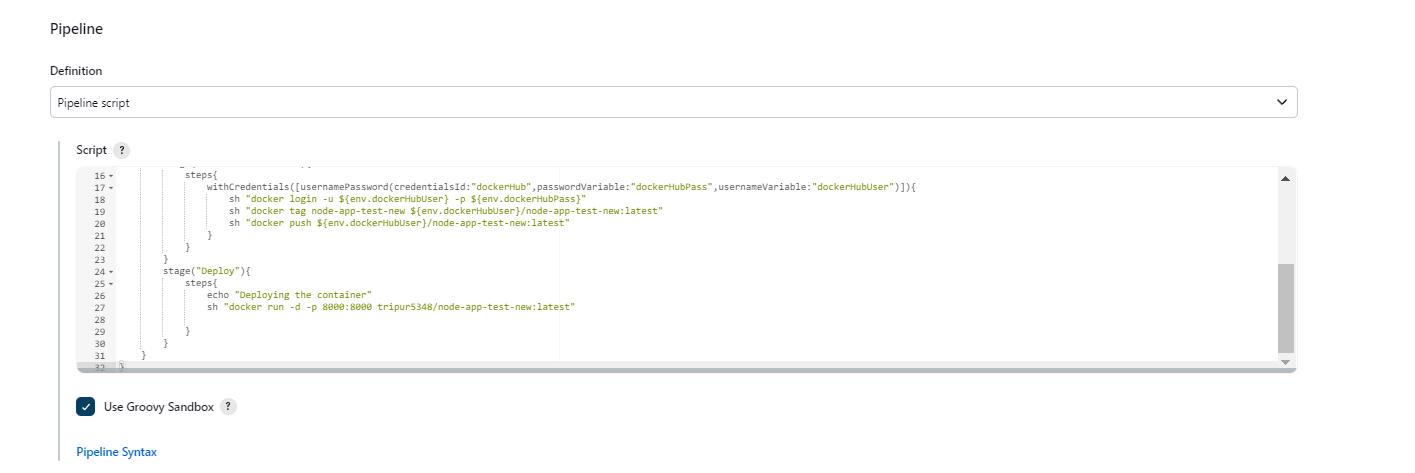 Pipeline
Definition
Pipeline script
Script ?
16 steps{
17 withCredentials([usernamePassword(credentialsId:"dockerHub",passwordVariable:"dockerHubPass",usernameVariable:"dockerHubUser")]){
18 sh "docker login -u ${env.dockerHubUser} -p ${env.dockerHubPass}"
19 sh "docker tag node-app-test-new ${env.dockerHubUser}/node-app-test-new:latest"
20 sh "docker push ${env.dockerHubUser}/node-app-test-new:latest"
21 }
22 }
23 }
24 stage("Deploy"){
25 steps{
26 echo "Deploying the container"
27 sh "docker run -d -p 8000:8000 tripur5348/node-app-test-new:latest"
28
29 }
30 }
31 }
32 }
Use Groovy Sandbox ?
Pipeline Syntax